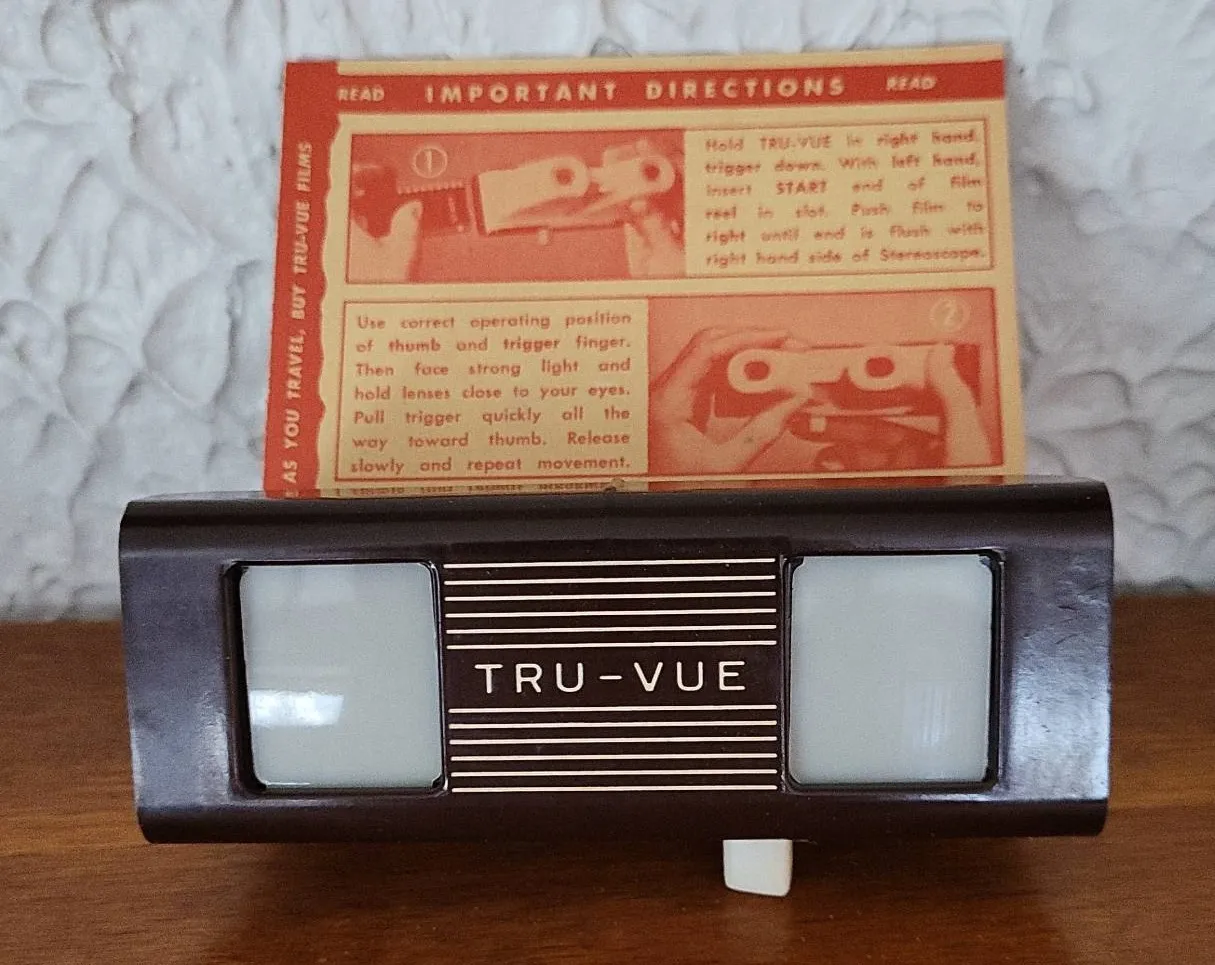 READ IMPORTANT DIRECTIONS READ
AS YOU TRAVEL, BUY TRU-VUE FILMS
1
Hold TRU-VUE in right hand,
trigger down. With left hand,
insert START end of film
reel in slot. Push film to
right until end is flush with
right hand side of Stereoscope.
Use correct operating position
of thumb and trigger finger.
Then face strong light and
hold lenses close to your eyes.
Pull trigger quickly all the
way toward thumb. Release
slowly and repeat movement.
2
TRU-VUE